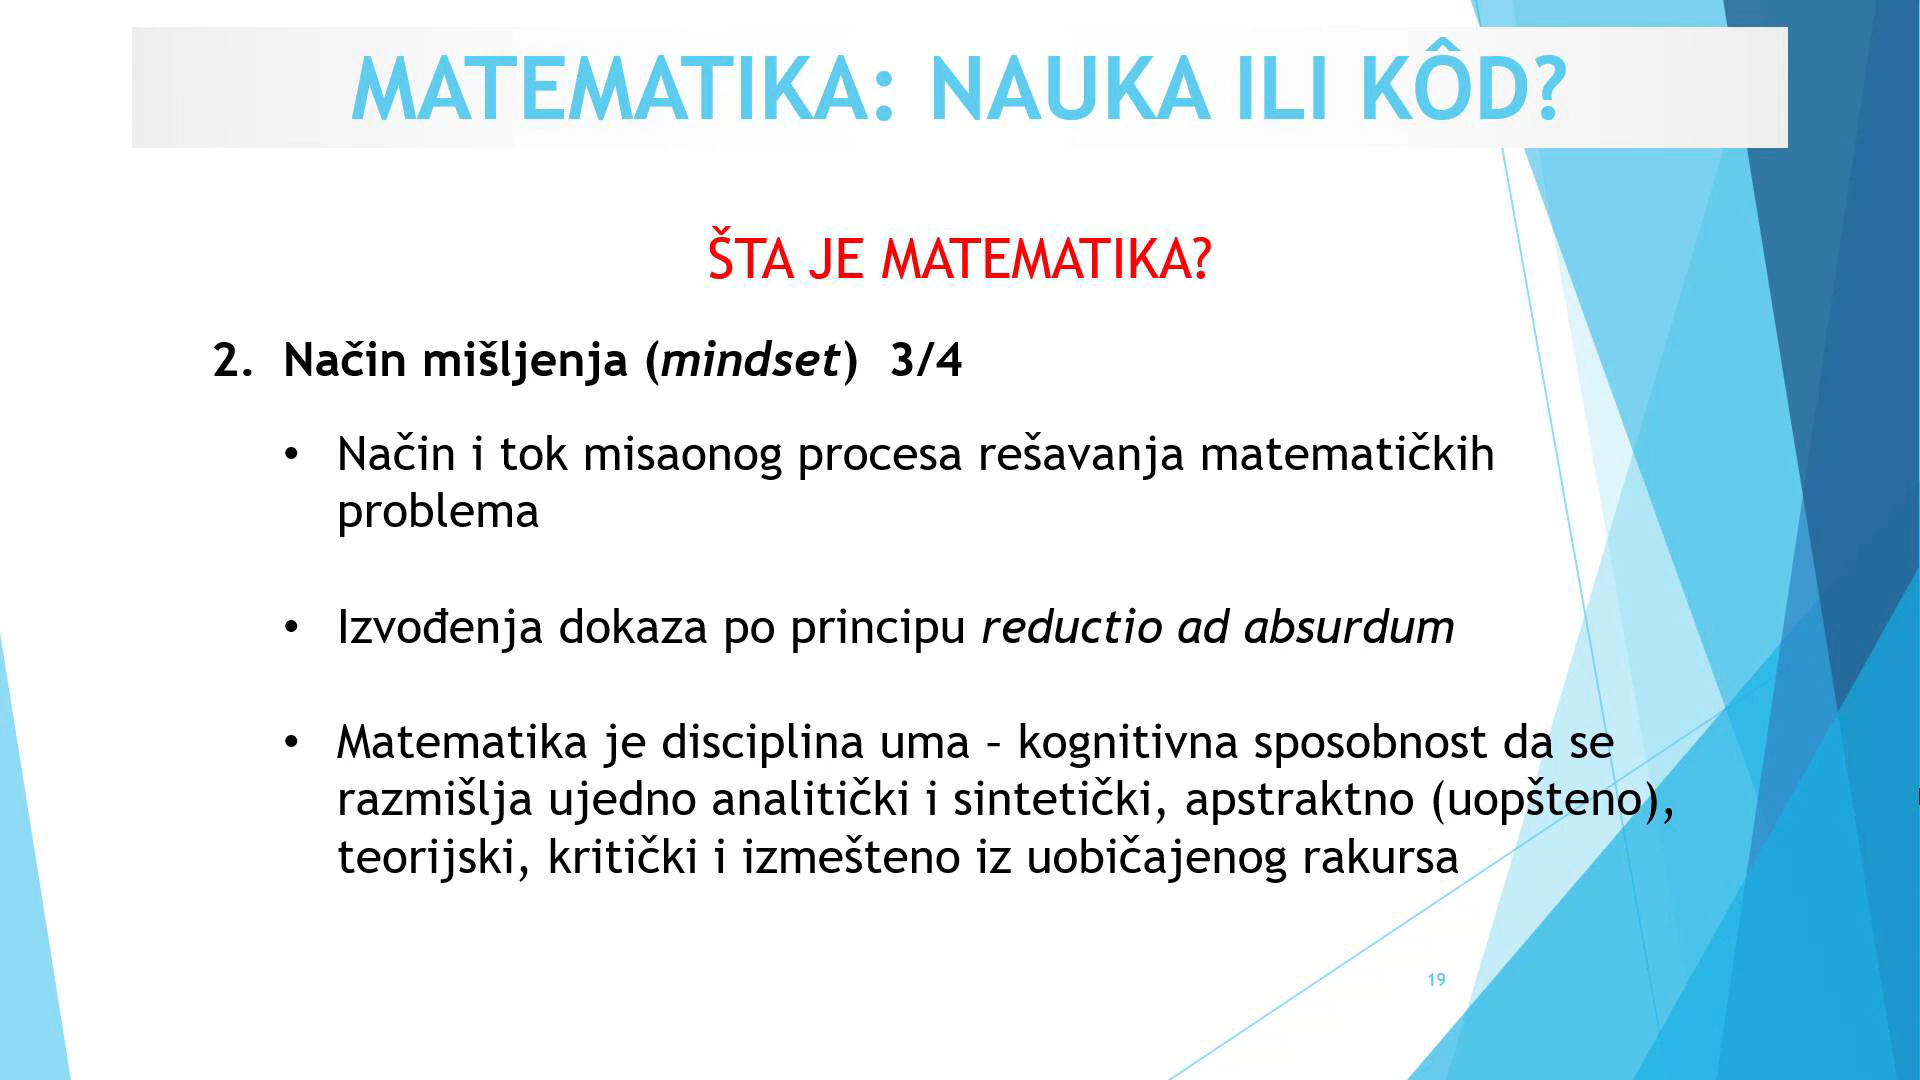 MATEMATIKA: NAUKA ILI KÔD?
ŠTA JE MATEMATIKA?
2. Način mišljenja (mindset) 3/4
• Način i tok misaonog procesa rešavanja matematičkih
problema
• Izvođenja dokaza po principu reductio ad absurdum
• Matematika je disciplina uma – kognitivna sposobnost da se
razmišlja ujedno analitički i sintetički, apstraktno (uopšteno),
teorijski, kritički i izmešteno iz uobičajenog rakursa
19